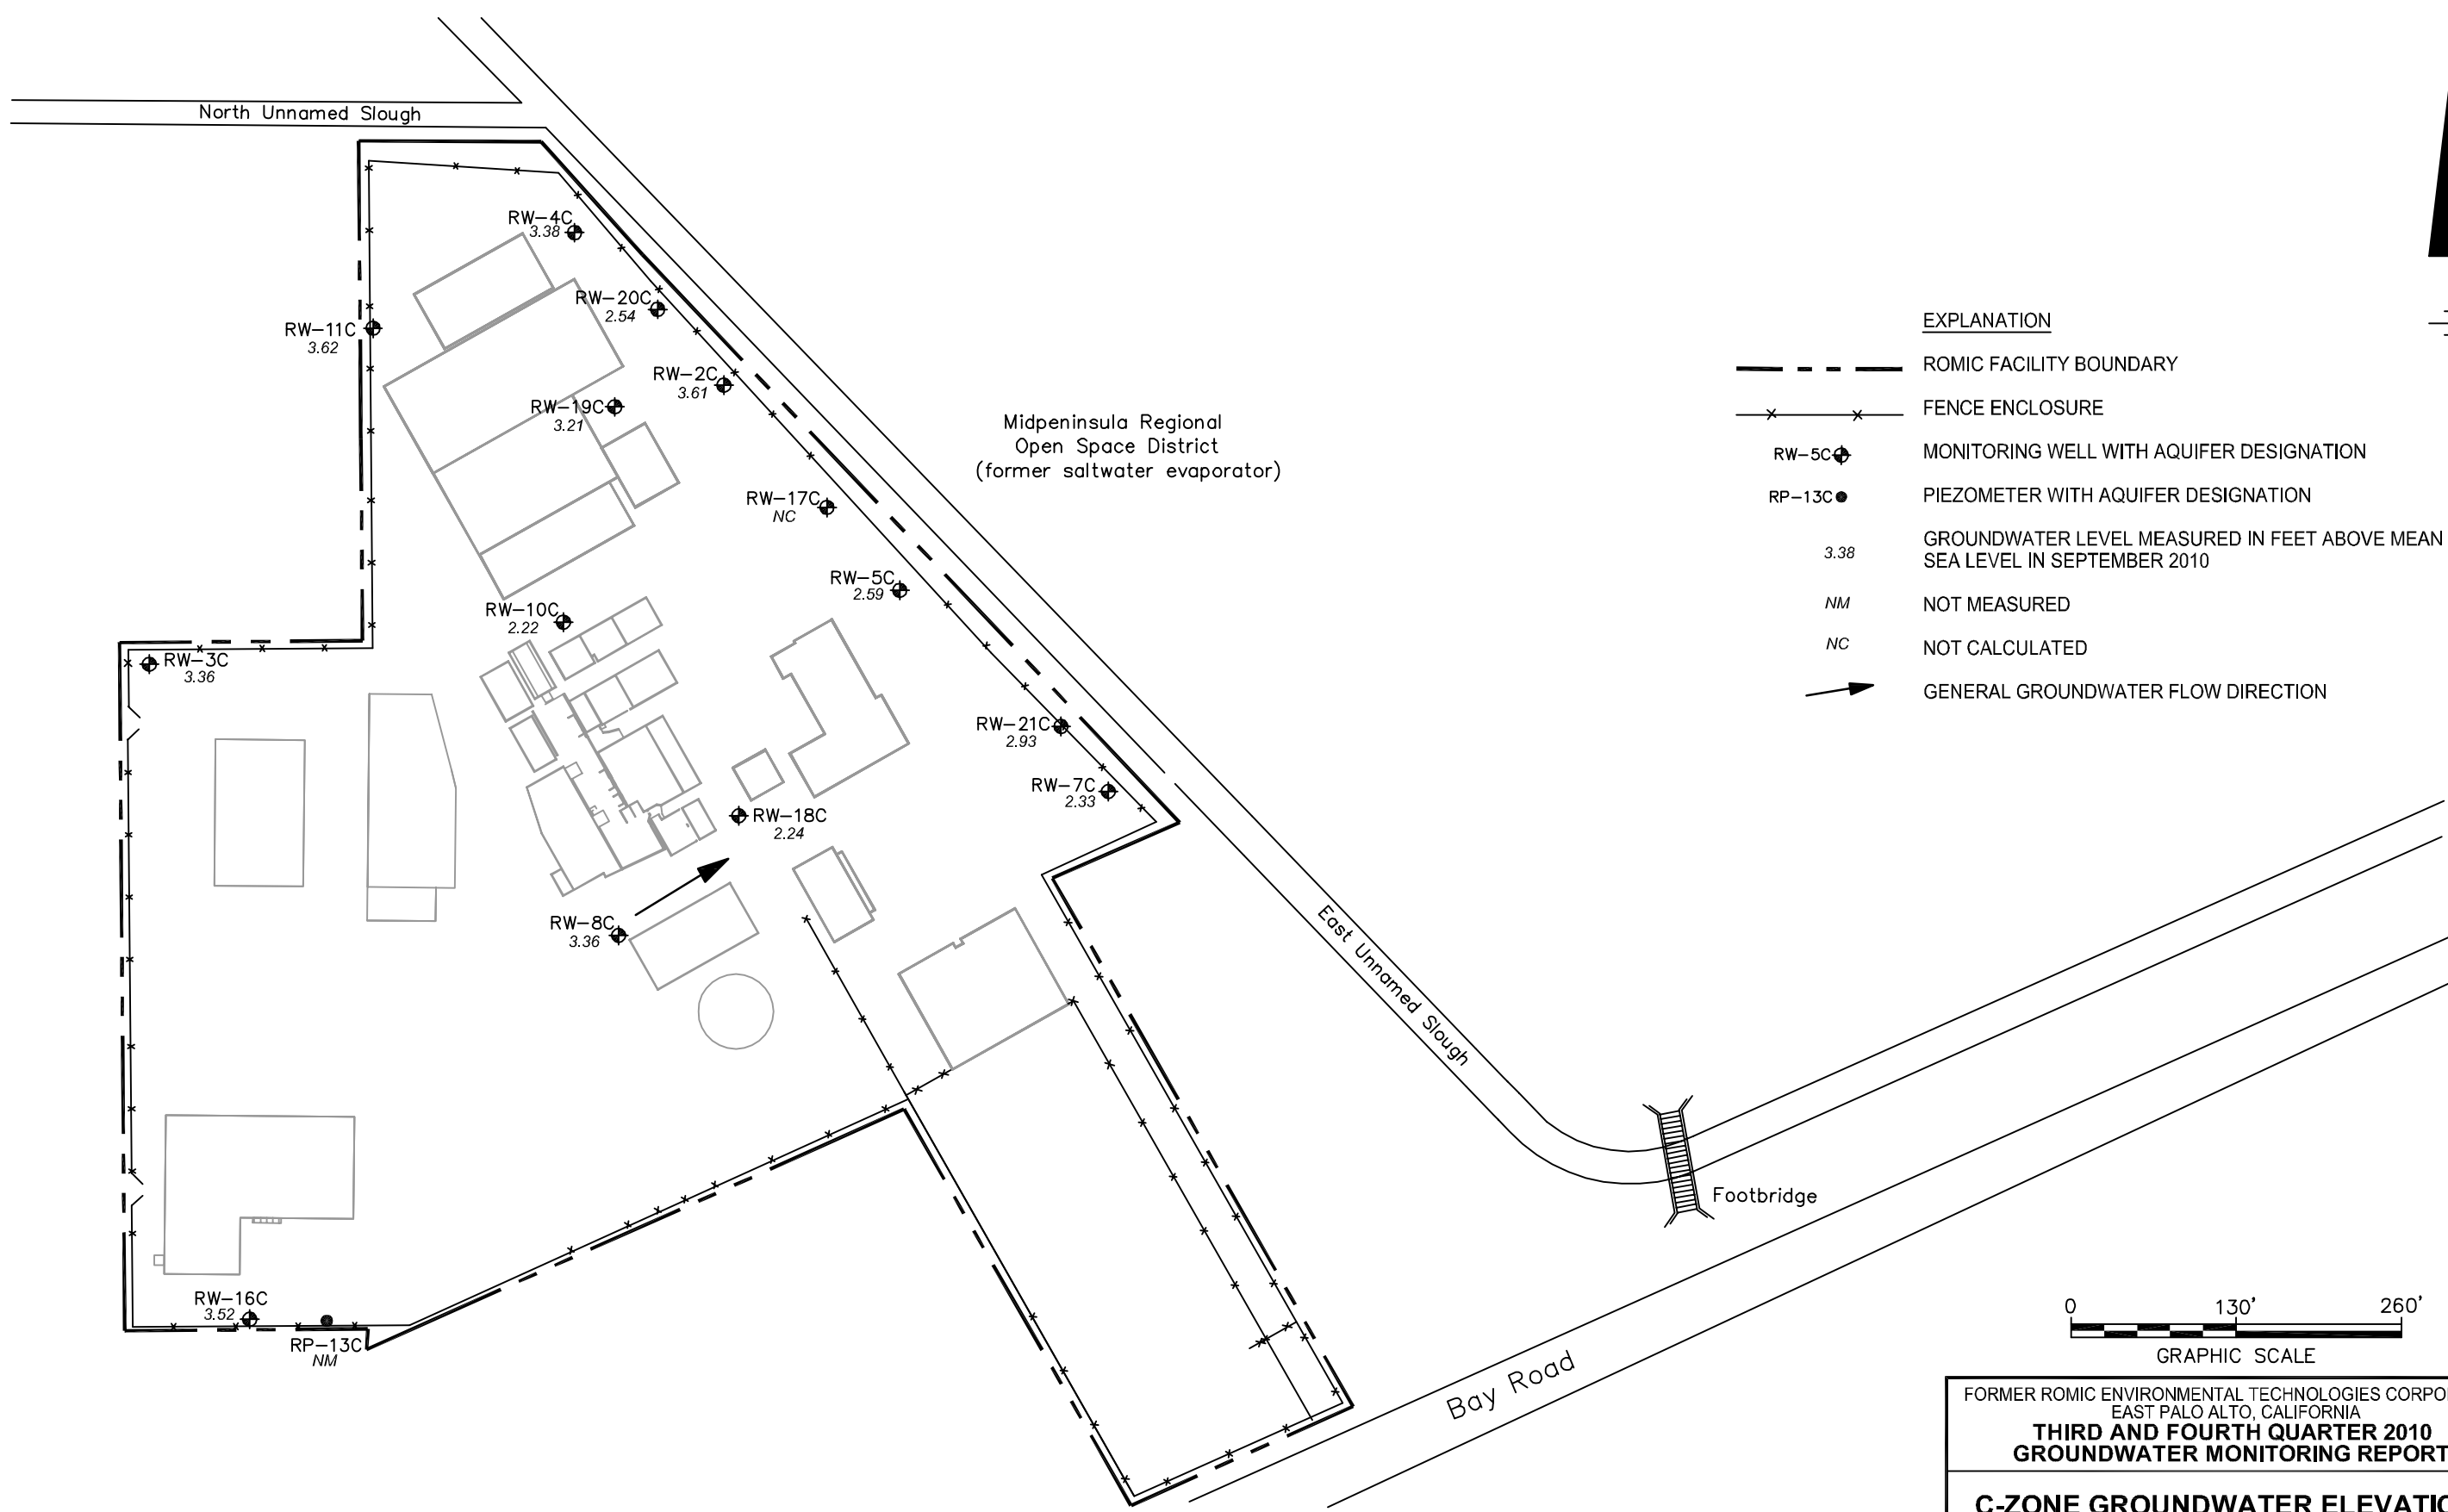 North Unnamed Slough
RW-4C
3.38
RW-20C
2.54
RW-11C
3.62
RW-2C
3.61
RW-19C
3.21
Midpeninsula Regional
Open Space District
(former saltwater evaporator)
RW-17C
NC
RW-5C
2.59
RW-10C
2.22
RW-3C
3.36
RW-21C
2.93
RW-7C
2.33
RW-18C
2.24
RW-8C
3.36
East Unnamed Slough
Footbridge
RW-16C
3.52
RP-13C
NM
Bay Road
EXPLANATION
ROMIC FACILITY BOUNDARY
FENCE ENCLOSURE
RW-5C MONITORING WELL WITH AQUIFER DESIGNATION
RP-13C PIEZOMETER WITH AQUIFER DESIGNATION
3.38 GROUNDWATER LEVEL MEASURED IN FEET ABOVE MEAN
SEA LEVEL IN SEPTEMBER 2010
NM NOT MEASURED
NC NOT CALCULATED
GENERAL GROUNDWATER FLOW DIRECTION
0 130' 260'
GRAPHIC SCALE
FORMER ROMIC ENVIRONMENTAL TECHNOLOGIES
EAST PALO ALTO, CALIFORNIA
THIRD AND FOURTH QUARTER 2010
GROUNDWATER MONITORING REPORT
C-ZONE GROUNDWATER